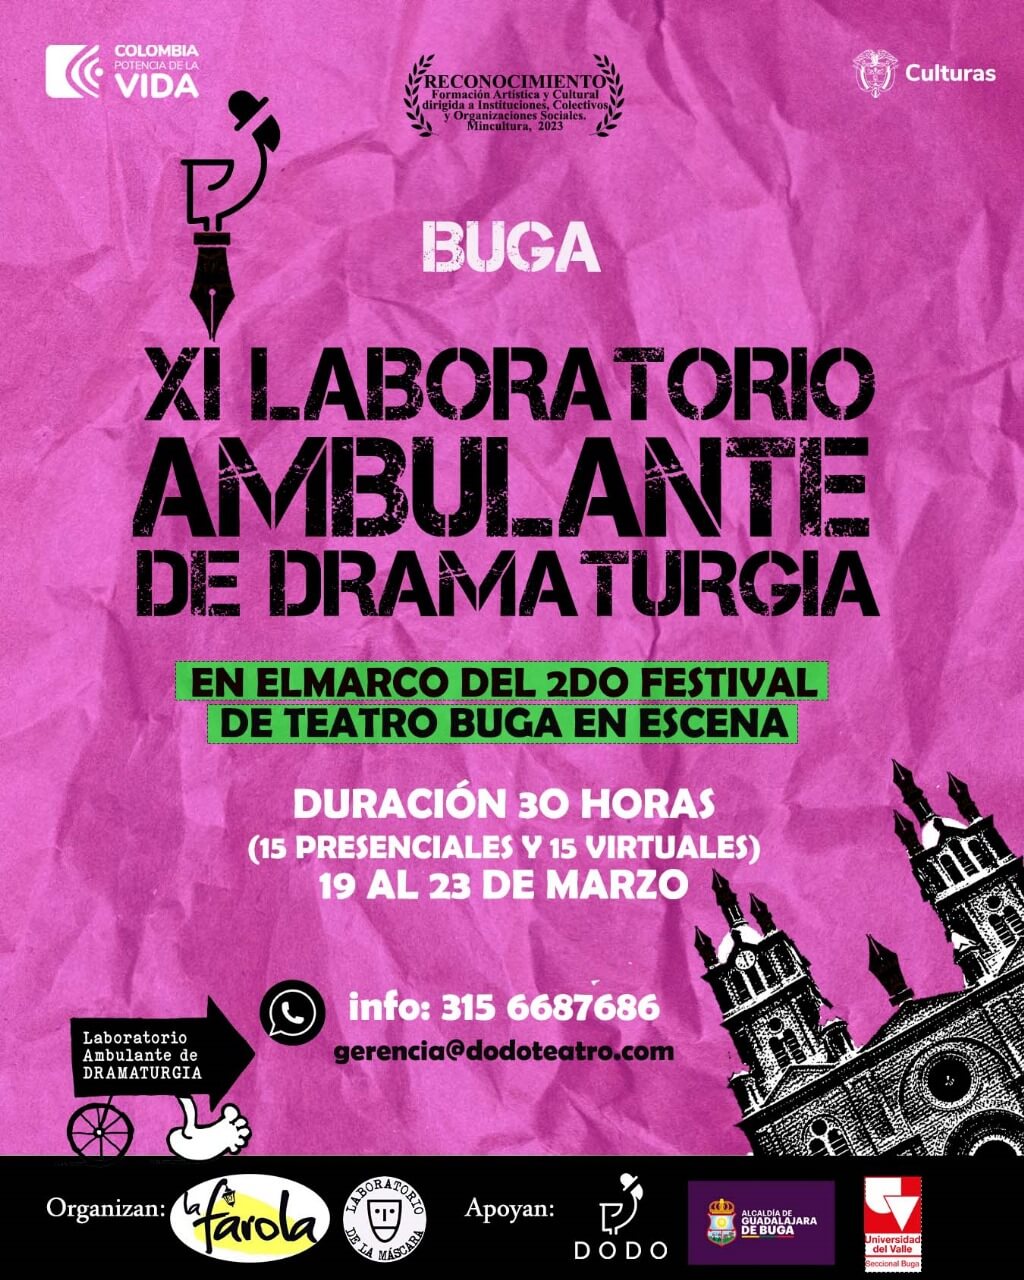 COLOMBIA
POTENCIA DE LA
VIDA
RECONOCIMIENTO
Formación Artística y Cultural
dirigida a Instituciones, Colectivos
y Organizaciones Sociales.
Mincultura, 2023
Culturas
BUGA
XI LABORATORIO
AMBULANTE
DE DRAMATURGIA
EN ELMARCO DEL 2DO FESTIVAL
DE TEATRO BUGA EN ESCENA
DURACIÓN 30 HORAS
(15 PRESENCIALES Y 15 VIRTUALES)
19 AL 23 DE MARZO
info: 315 6687686
gerencia@dodoteatro.com
Laboratorio
Ambulante de
DRAMATURGIA
Organizan:
la farola
LABORATORIO
DE LA MÁSCARA
Apoyan:
DODO
ALCALDÍA DE
GUADALAJARA
DE BUGA
Universidad
del Valle
Seccional Buga